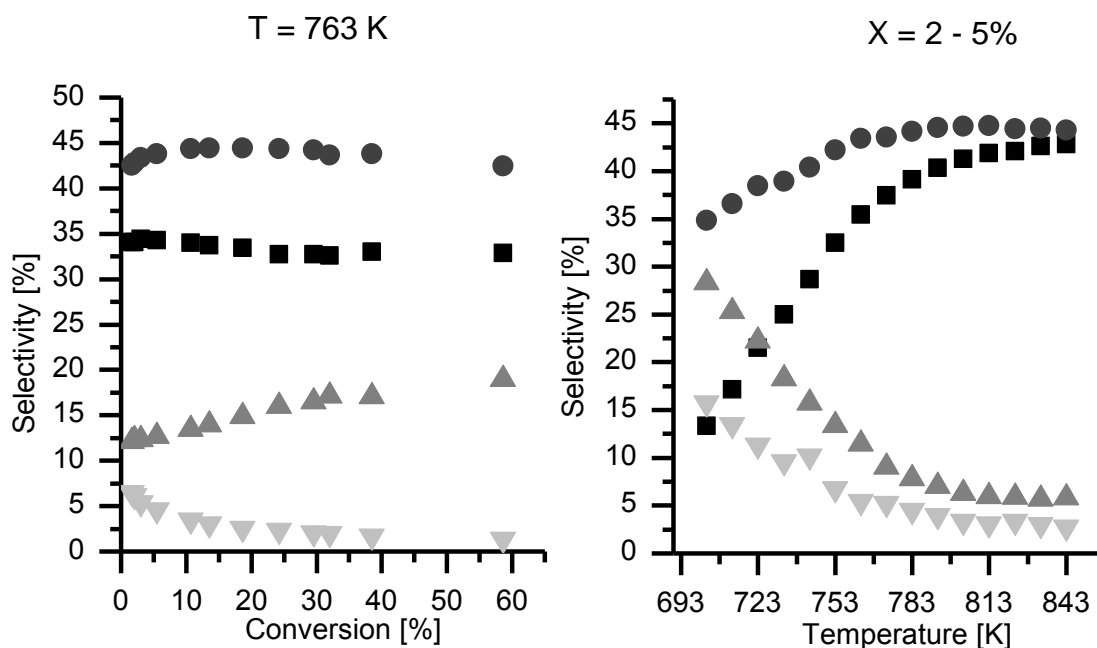 T = 763 K
X = 2 - 5%
50
45
40
35
30
25
20
15
10
5
0
Selectivity [%]
0 10 20 30 40 50 60
Conversion [%]
45
40
35
30
25
20
15
10
5
0
Selectivity [%]
693 723 753 783 813 843
Temperature [K]